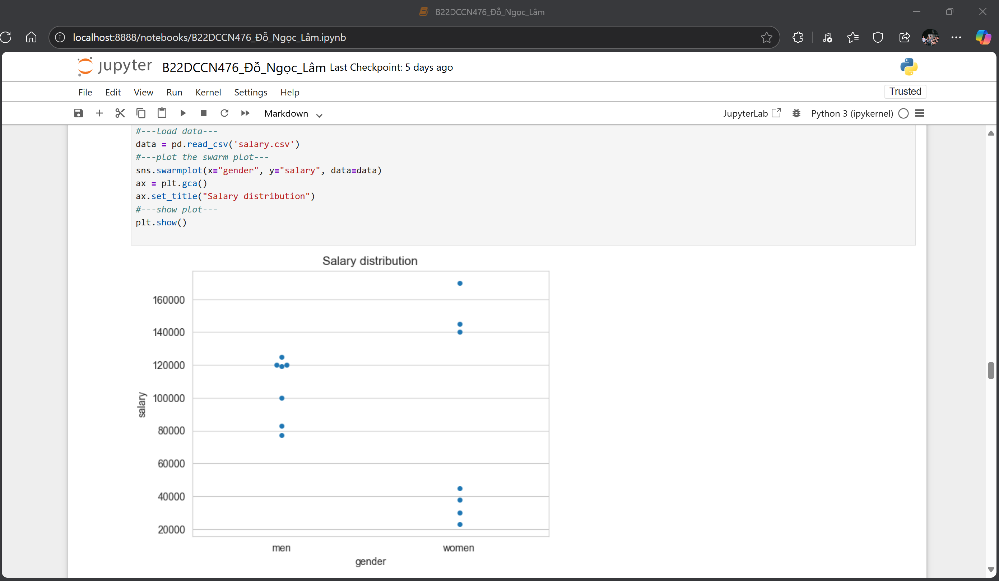 B22DCCN476_Đỗ_Ngọc_Lâm
localhost:8888/notebooks/B22DCCN476_Đỗ_Ngọc_Lâm.ipynb
jupyter B22DCCN476_Đỗ_Ngọc_Lâm Last Checkpoint: 5 days ago
File Edit View Run Kernel Settings Help Trusted
Markdown JupyterLab Python 3 (ipykernel)
#---load data---
data = pd.read_csv('salary.csv')
#---plot the swarm plot---
sns.swarmplot(x="gender", y="salary", data=data)
ax = plt.gca()
ax.set_title("Salary distribution")
#---show plot---
plt.show()
Salary distribution
160000
140000
120000
100000
80000
60000
40000
20000
salary
men women
gender